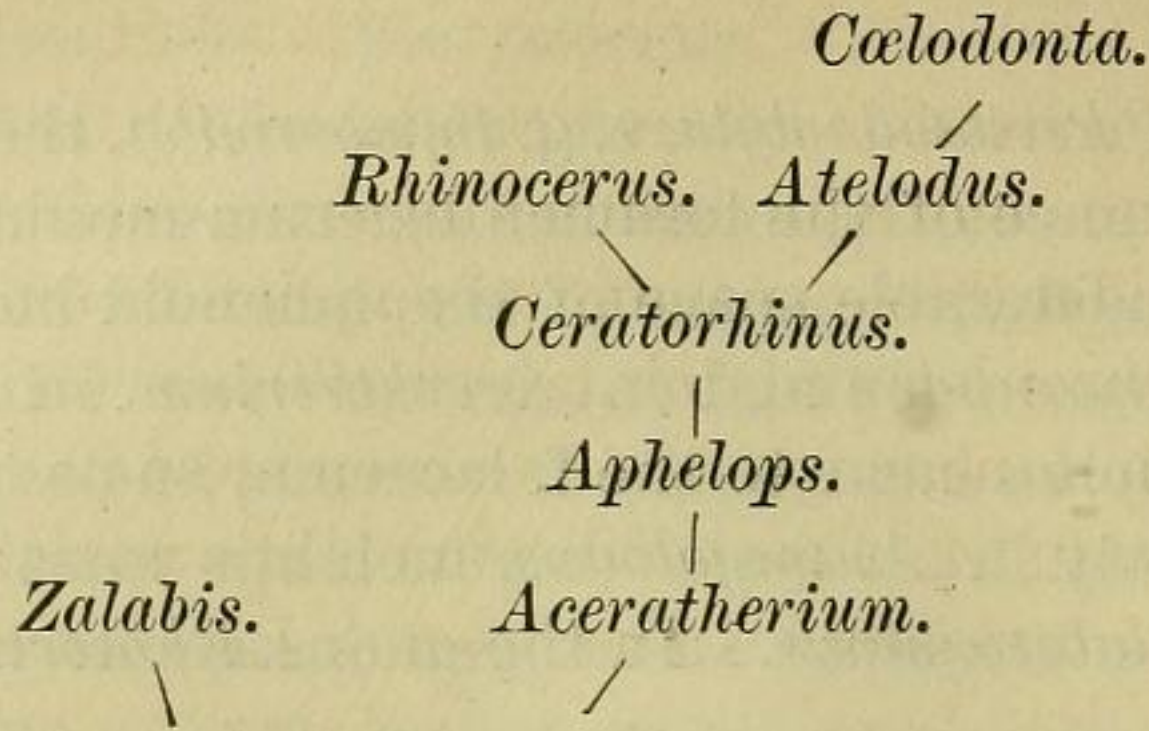 Cœlodonta.
Rhinocerus. Atelodus.
Ceratorhinus.
Aphelops.
Zalabis. Aceratherium.